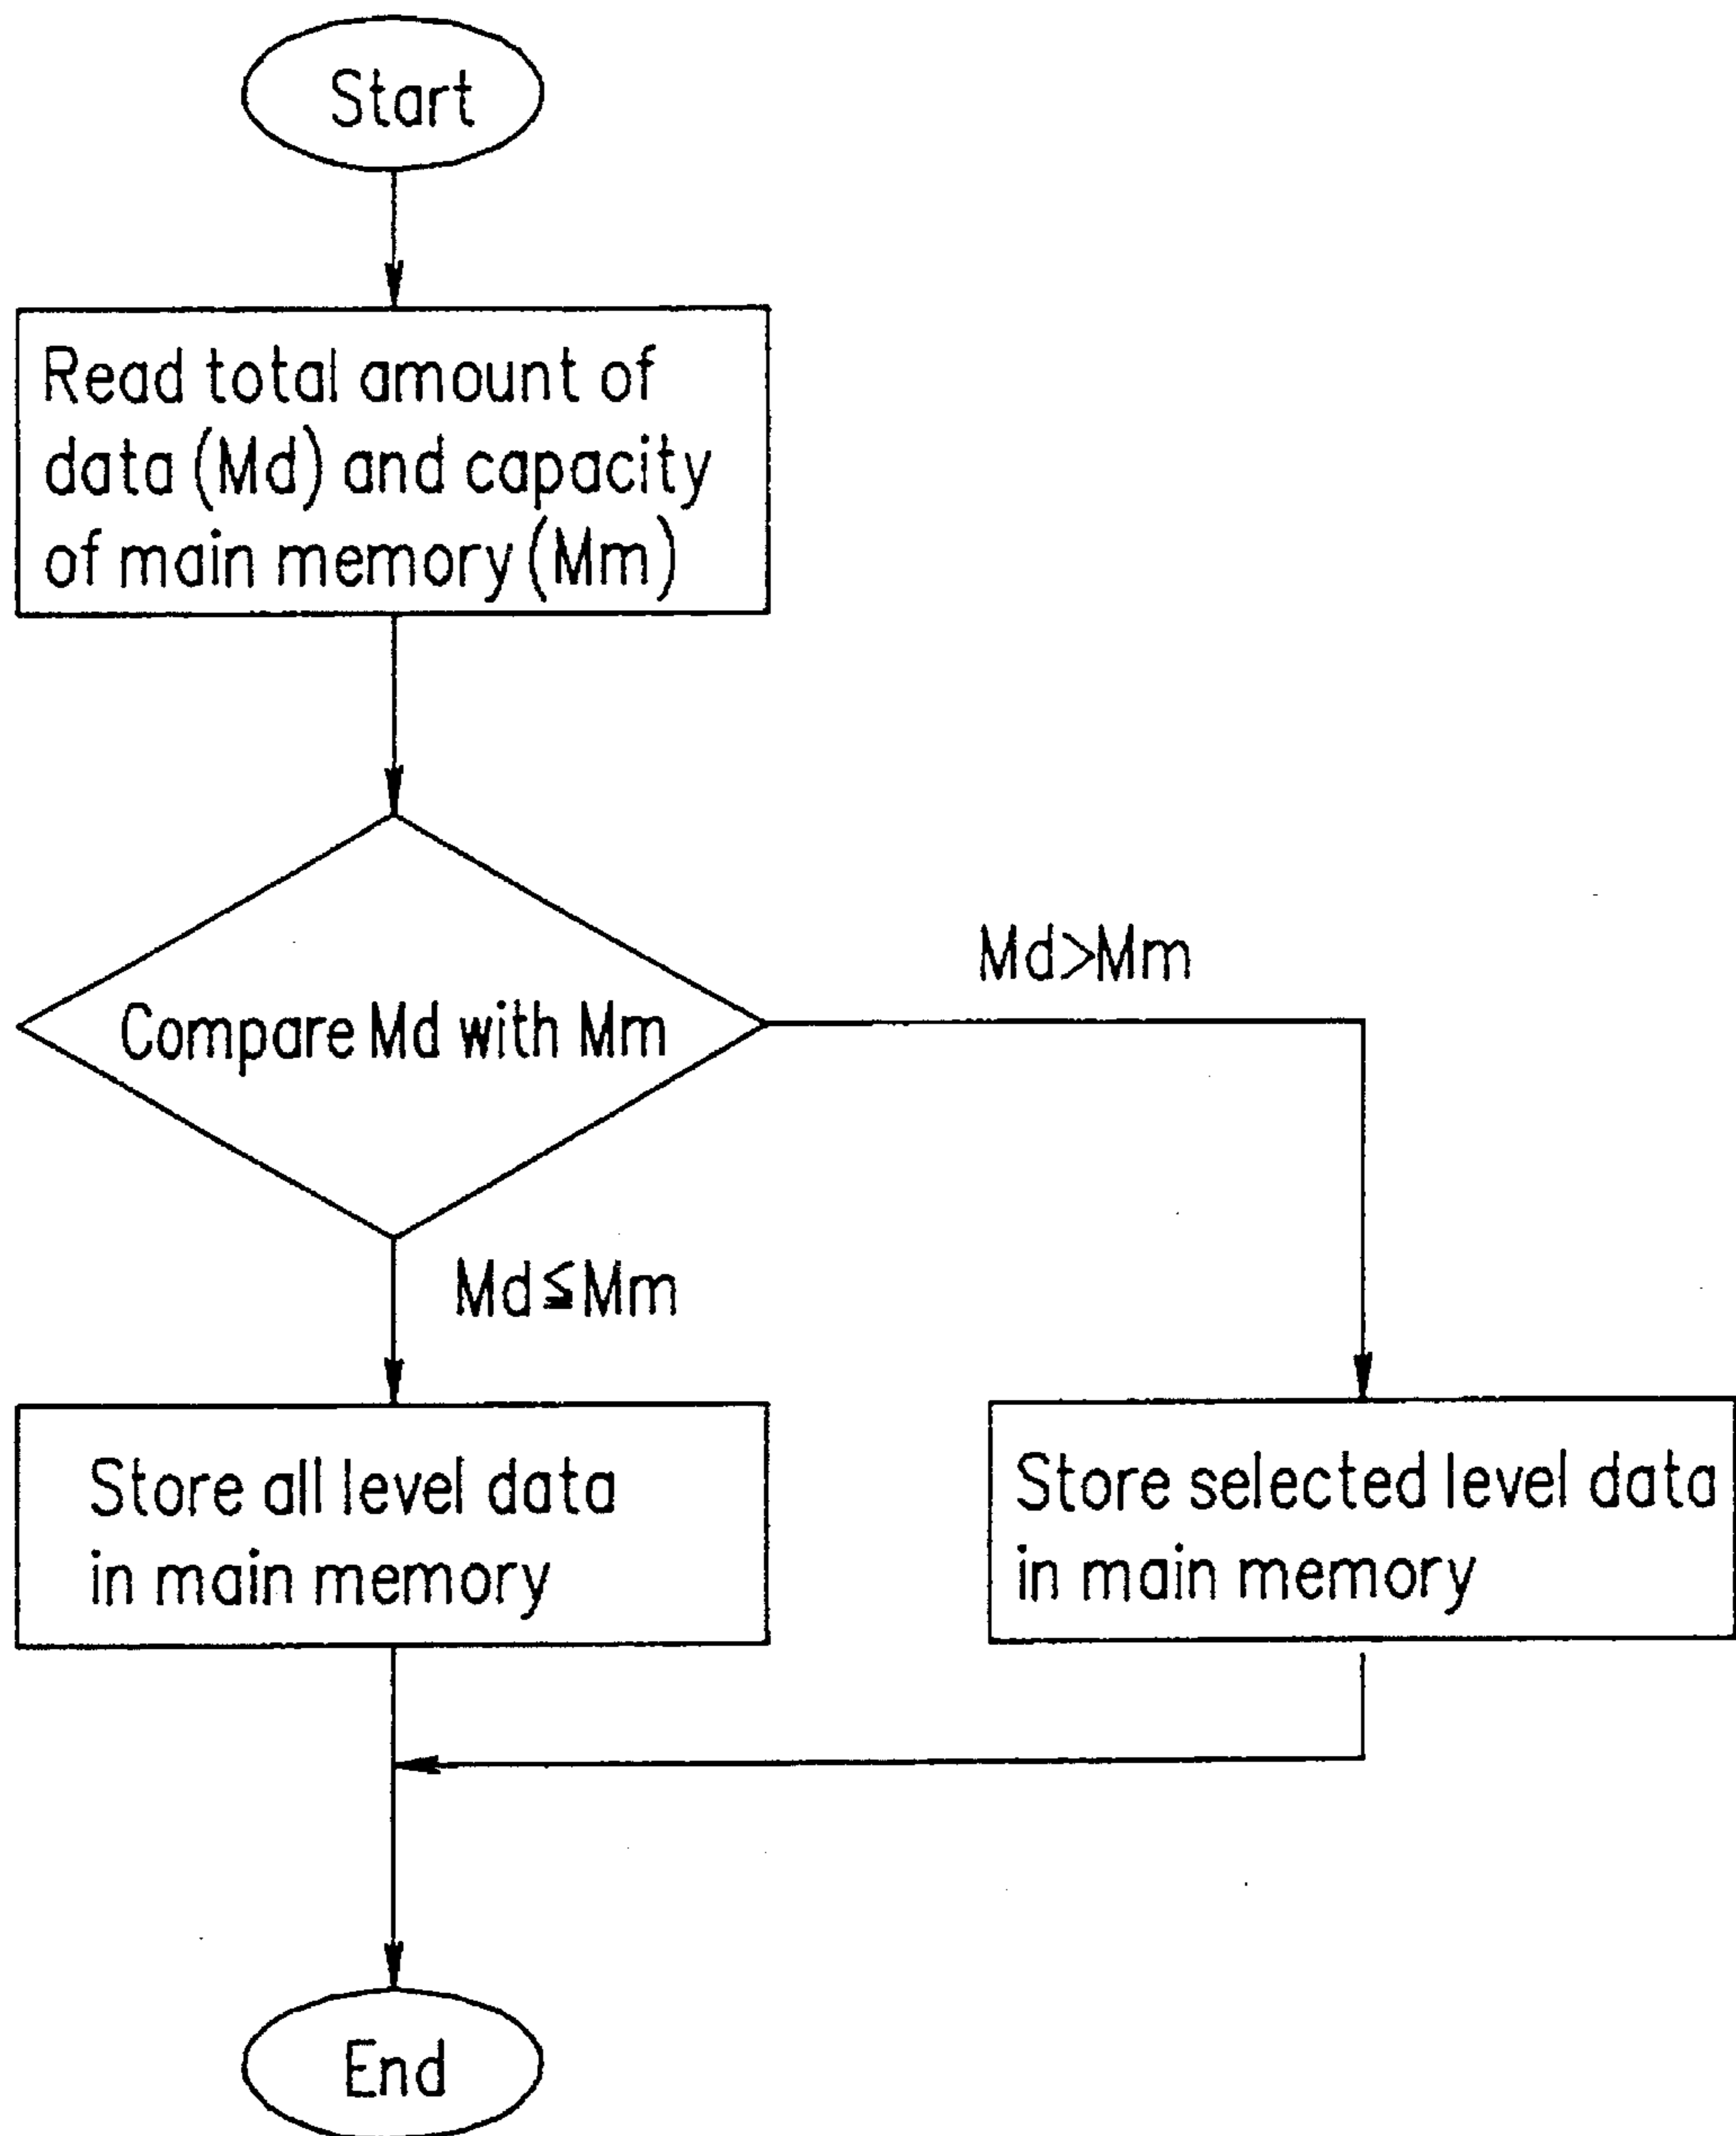 Start
Read total amount of
data (Md) and capacity
of main memory (Mm)
Compare Md with Mm
Md>Mm
Md≦Mm
Store all level data
in main memory
Store selected level data
in main memory
End